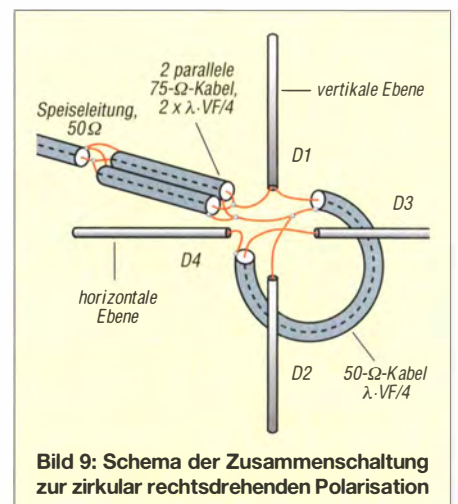 2 parallele
75-Ω-Kabel,
2 x λ·VF/4
Speiseleitung,
50Ω
vertikale Ebene
D1
D3
D4
horizontale
Ebene
D2
50-Ω-Kabel
λ·VF/4
Bild 9: Schema der Zusammenschaltung
zur zirkular rechtsdrehenden Polarisation